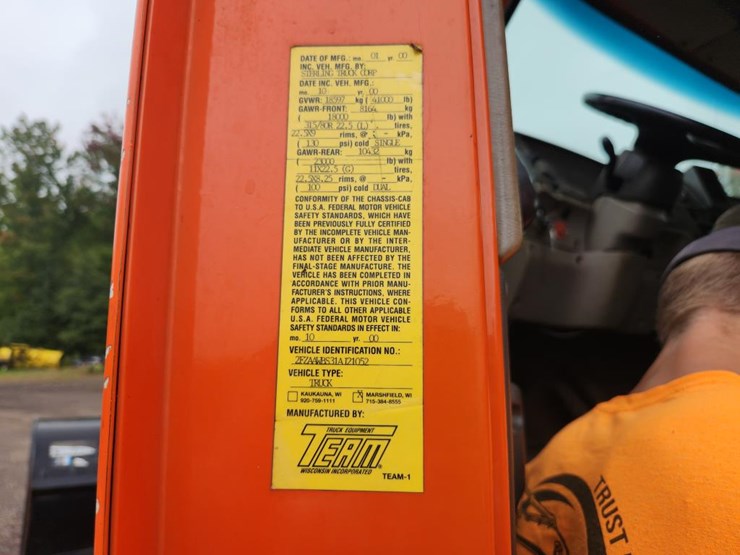 DATE OF MFG.: mo. 01 yr. 00
INC. VEH. MFG. BY:
STERLING TRUCK CORP
DATE INC. VEH. MFG.:
mo. 10 yr. 00
GVWR: 18597 kg ( 41000 lb)
GAWR-FRONT: 8164 kg
( 18000 lb) with
315/80R 22.5 (L) tires,
22.5X9 rims, @ - kPa,
( 130 psi) cold SINGLE
GAWR-REAR: 10432 kg
( 23000 lb) with
11R22.5 (G) tires,
22.5X8.25 rims, @ - kPa,
( 100 psi) cold DUAL
CONFORMITY OF THE CHASSIS-CAB
TO U.S.A. FEDERAL MOTOR VEHICLE
SAFETY STANDARDS, WHICH HAVE
BEEN PREVIOUSLY FULLY CERTIFIED
BY THE INCOMPLETE VEHICLE MAN-
UFACTURER OR BY THE INTER-
MEDIATE VEHICLE MANUFACTURER,
HAS NOT BEEN AFFECTED BY THE
FINAL-STAGE MANUFACTURE. THE
VEHICLE HAS BEEN COMPLETED IN
ACCORDANCE WITH PRIOR MANU-
FACTURER'S INSTRUCTIONS, WHERE
APPLICABLE. THIS VEHICLE CON-
FORMS TO ALL OTHER APPLICABLE
U.S.A. FEDERAL MOTOR VEHICLE
SAFETY STANDARDS IN EFFECT IN:
mo. 10 yr. 00
VEHICLE IDENTIFICATION NO.:
2FZAAWBS31AJ21052
VEHICLE TYPE:
TRUCK
KAUKAUNA, WI MARSHFIELD, WI
920-759-1111 715-384-8555
MANUFACTURED BY:
TRUCK EQUIPMENT
TEAM
WISCONSIN INCORPORATED
TEAM-1
TRUST